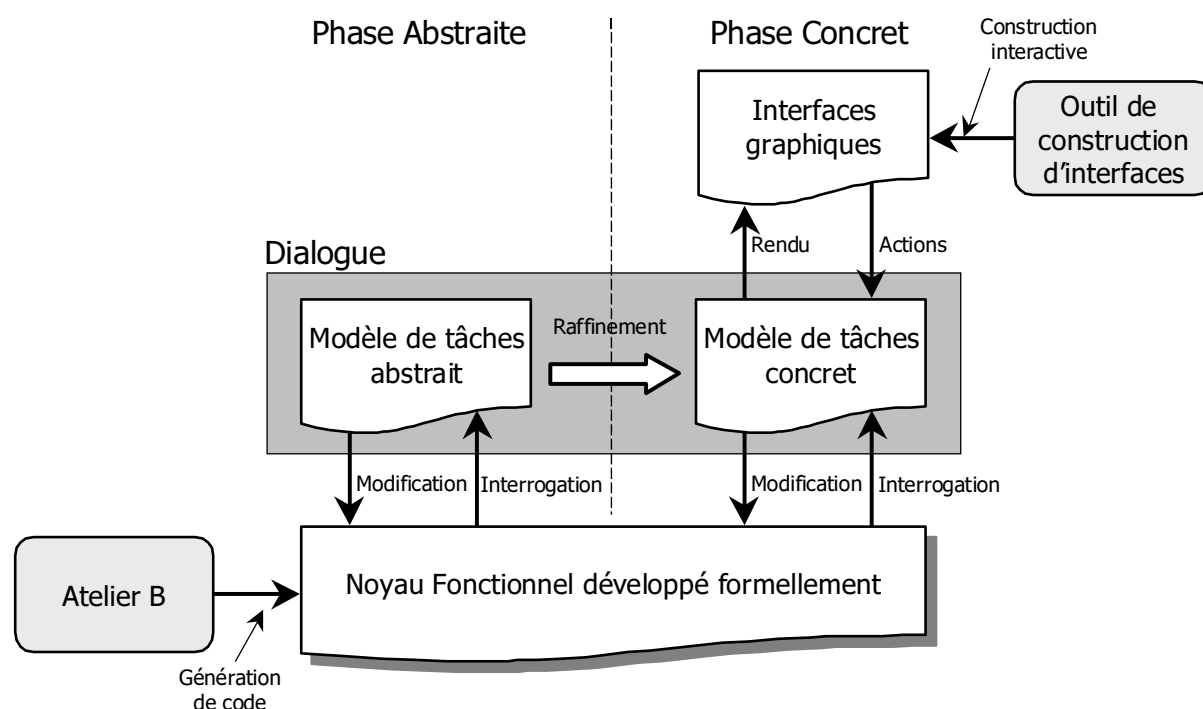 Phase Abstraite
Phase Concret
Construction
interactive
Interfaces
graphiques
Outil de
construction
d'interfaces
Rendu
Actions
Dialogue
Modèle de tâches
abstrait
Raffinement
Modèle de tâches
concret
Modification
Interrogation
Modification
Interrogation
Atelier B
Noyau Fonctionnel développé formellement
Génération
de code